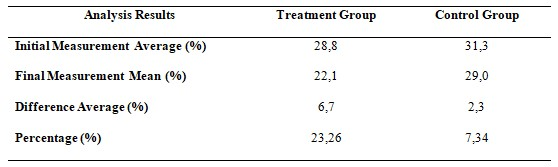 Analysis Results Treatment Group Control Group
Initial Measurement Average (%) 28,8 31,3
Final Measurement Mean (%) 22,1 29,0
Difference Average (%) 6,7 2,3
Percentage (%) 23,26 7,34